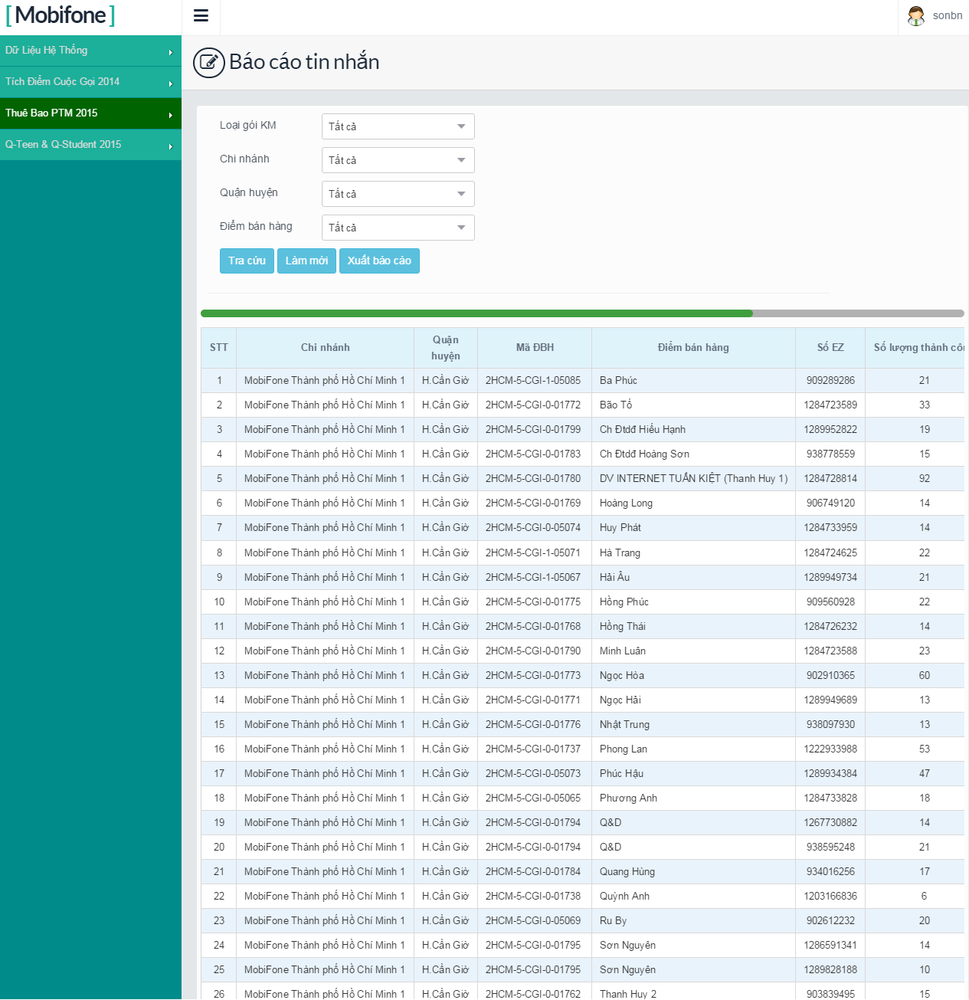 [ Mobifone ]
sonbn
Dữ Liệu Hệ Thống
Tích Điểm Cuộc Gọi 2014
Thuê Bao PTM 2015
Q-Teen & Q-Student 2015
Báo cáo tin nhắn
Loại gói KM Tất cả
Chi nhánh Tất cả
Quận huyện Tất cả
Điểm bán hàng Tất cả
Tra cứu Làm mới Xuất báo cáo
STT Chi nhánh Quận huyện Mã ĐBH Điểm bán hàng Số EZ Số lượng thành côn
1 MobiFone Thành phố Hồ Chí Minh 1 H.Cần Giờ 2HCM-5-CGI-1-05085 Ba Phúc 909289286 21
2 MobiFone Thành phố Hồ Chí Minh 1 H.Cần Giờ 2HCM-5-CGI-0-01772 Bão Tố 1284723589 33
3 MobiFone Thành phố Hồ Chí Minh 1 H.Cần Giờ 2HCM-5-CGI-0-01799 Ch Đtdđ Hiếu Hạnh 1289952822 19
4 MobiFone Thành phố Hồ Chí Minh 1 H.Cần Giờ 2HCM-5-CGI-0-01783 Ch Đtdđ Hoàng Sơn 938778559 15
5 MobiFone Thành phố Hồ Chí Minh 1 H.Cần Giờ 2HCM-5-CGI-0-01780 DV INTERNET TUẤN KIỆT (Thanh Huy 1) 1284728814 92
6 MobiFone Thành phố Hồ Chí Minh 1 H.Cần Giờ 2HCM-5-CGI-0-01769 Hoàng Long 906749120 14
7 MobiFone Thành phố Hồ Chí Minh 1 H.Cần Giờ 2HCM-5-CGI-0-05074 Huy Phát 1284733959 14
8 MobiFone Thành phố Hồ Chí Minh 1 H.Cần Giờ 2HCM-5-CGI-1-05071 Hà Trang 1284724625 22
9 MobiFone Thành phố Hồ Chí Minh 1 H.Cần Giờ 2HCM-5-CGI-1-05067 Hải Âu 1289949734 21
10 MobiFone Thành phố Hồ Chí Minh 1 H.Cần Giờ 2HCM-5-CGI-0-01775 Hồng Phúc 909560928 22
11 MobiFone Thành phố Hồ Chí Minh 1 H.Cần Giờ 2HCM-5-CGI-0-01768 Hồng Thái 1284726232 14
12 MobiFone Thành phố Hồ Chí Minh 1 H.Cần Giờ 2HCM-5-CGI-0-01790 Minh Luân 1284723588 23
13 MobiFone Thành phố Hồ Chí Minh 1 H.Cần Giờ 2HCM-5-CGI-0-01773 Ngọc Hòa 902910365 60
14 MobiFone Thành phố Hồ Chí Minh 1 H.Cần Giờ 2HCM-5-CGI-0-01771 Ngọc Hải 1289949689 13
15 MobiFone Thành phố Hồ Chí Minh 1 H.Cần Giờ 2HCM-5-CGI-0-01776 Nhật Trung 938097930 13
16 MobiFone Thành phố Hồ Chí Minh 1 H.Cần Giờ 2HCM-5-CGI-0-01737 Phong Lan 1222933988 53
17 MobiFone Thành phố Hồ Chí Minh 1 H.Cần Giờ 2HCM-5-CGI-0-05073 Phúc Hậu 1289934384 47
18 MobiFone Thành phố Hồ Chí Minh 1 H.Cần Giờ 2HCM-5-CGI-0-05065 Phương Anh 1284733828 18
19 MobiFone Thành phố Hồ Chí Minh 1 H.Cần Giờ 2HCM-5-CGI-0-01794 Q&D 1267730882 14
20 MobiFone Thành phố Hồ Chí Minh 1 H.Cần Giờ 2HCM-5-CGI-0-01794 Q&D 938595248 21
21 MobiFone Thành phố Hồ Chí Minh 1 H.Cần Giờ 2HCM-5-CGI-0-01784 Quang Hùng 934016256 17
22 MobiFone Thành phố Hồ Chí Minh 1 H.Cần Giờ 2HCM-5-CGI-0-01738 Quỳnh Anh 1203166836 6
23 MobiFone Thành phố Hồ Chí Minh 1 H.Cần Giờ 2HCM-5-CGI-0-05069 Ru By 902612232 20
24 MobiFone Thành phố Hồ Chí Minh 1 H.Cần Giờ 2HCM-5-CGI-0-01795 Sơn Nguyên 1286591341 14
25 MobiFone Thành phố Hồ Chí Minh 1 H.Cần Giờ 2HCM-5-CGI-0-01795 Sơn Nguyên 1289828188 10
26 MobiFone Thành phố Hồ Chí Minh 1 H.Cần Giờ 2HCM-5-CGI-0-01762 Thanh Huy 2 903839495 15